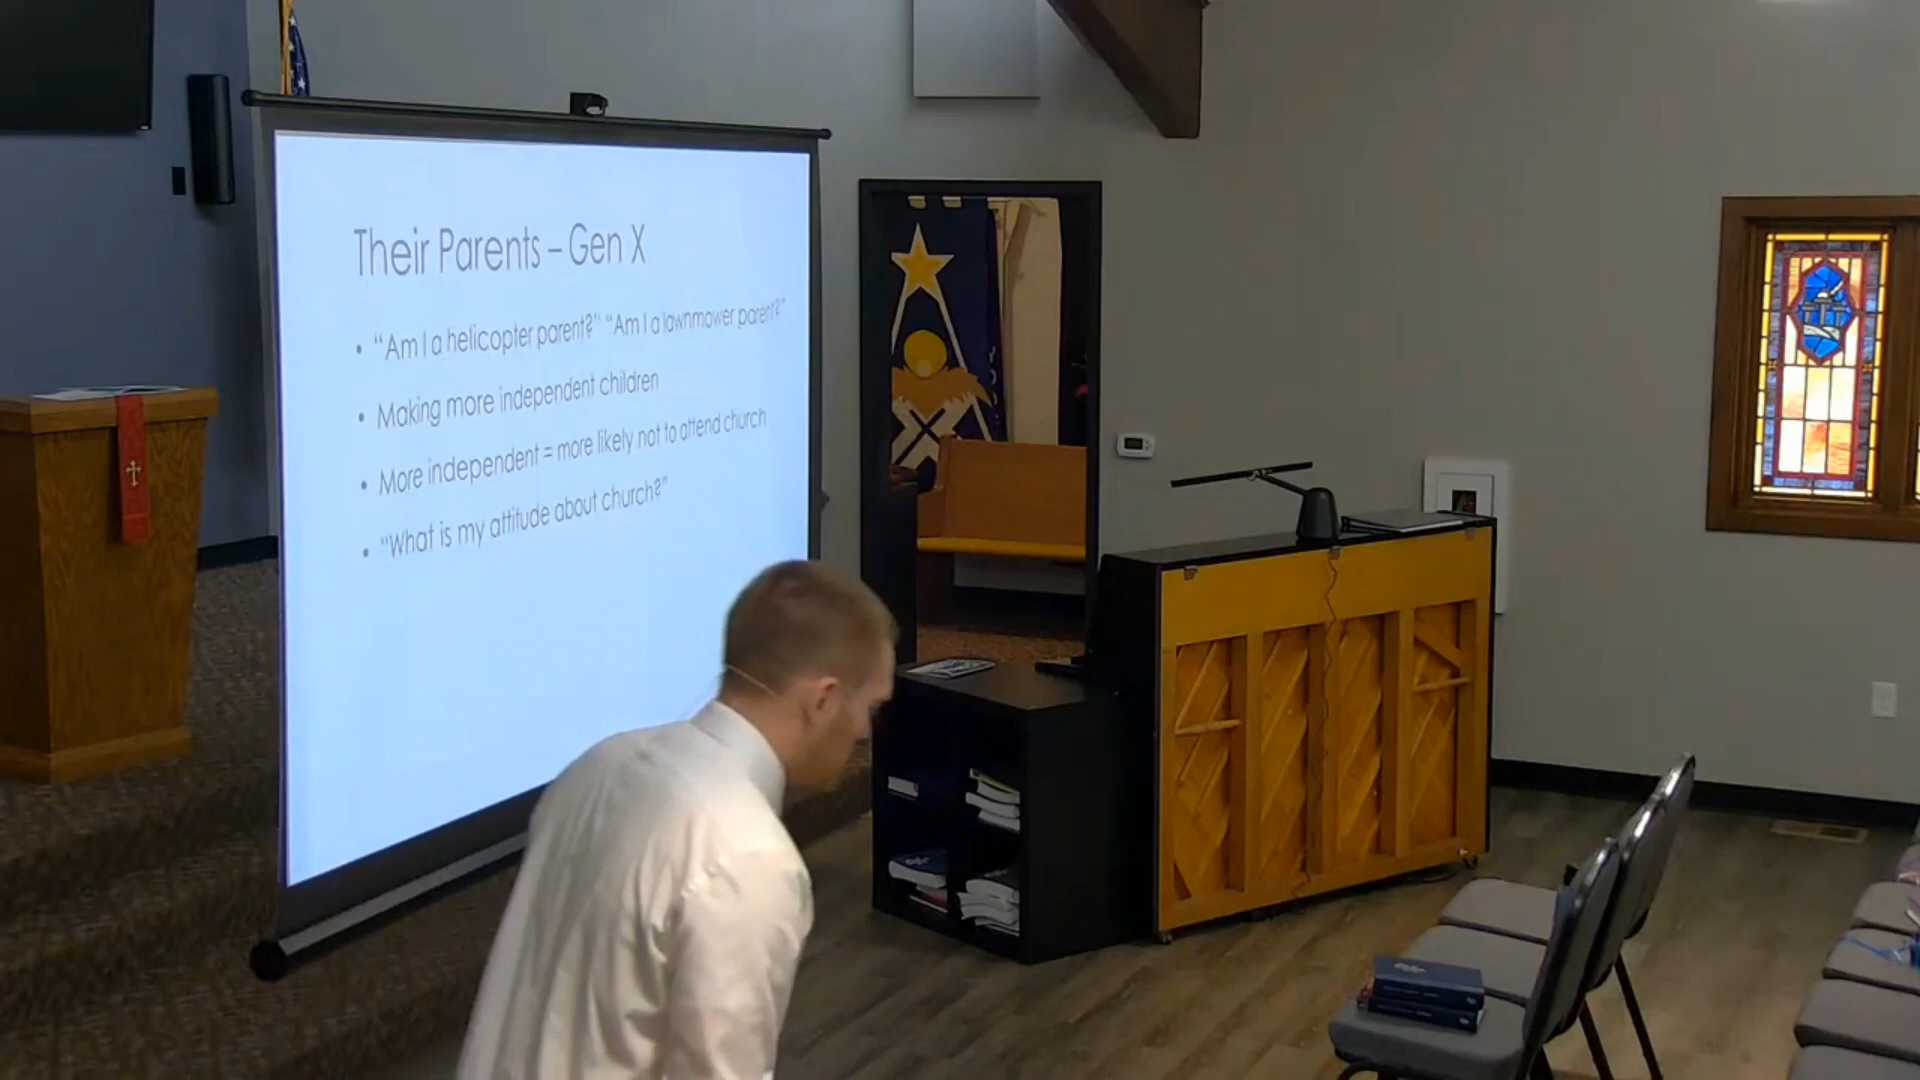 Their Parents – Gen X
• “Am I a helicopter parent?” “Am I a lawnmower parent?”
• Making more independent children
• More independent = more likely not to attend church
• “What is my attitude about church?”